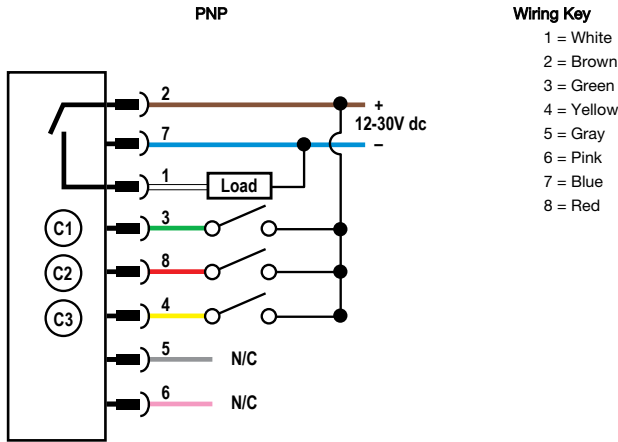 PNP
Wiring Key
1 = White
2 = Brown
3 = Green
4 = Yellow
5 = Gray
6 = Pink
7 = Blue
8 = Red
2
+
12-30V dc
7
–
1
Load
C1
3
C2
8
C3
4
5
N/C
6
N/C